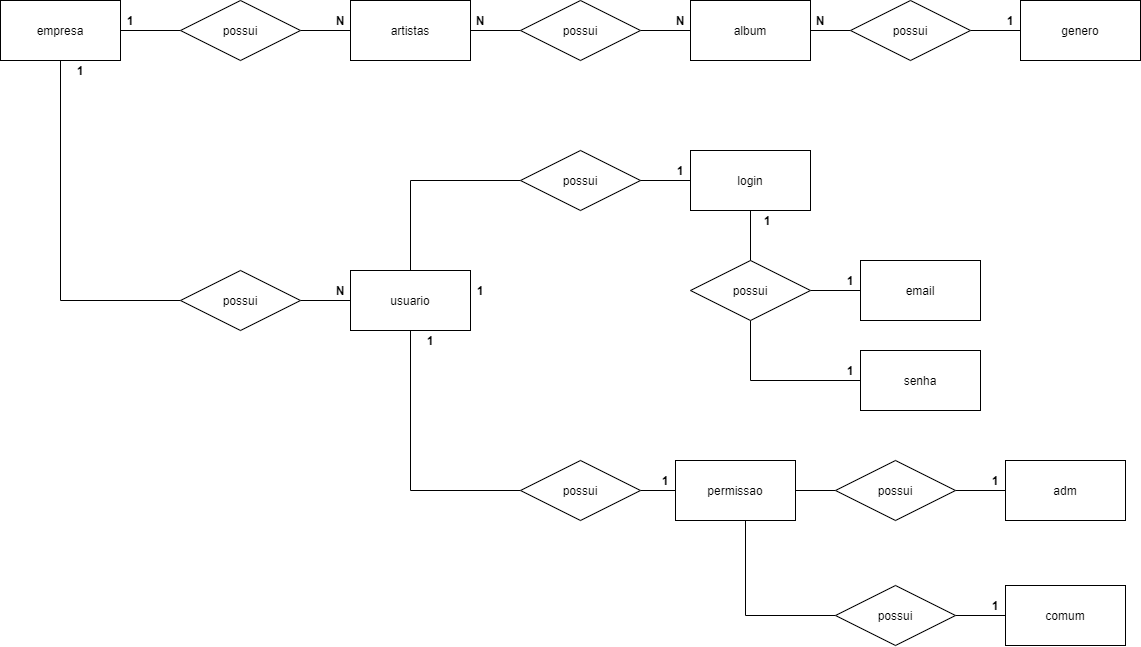 empresa
1
possui
N
artistas
N
possui
N
album
N
possui
1
genero
1
possui
1
login
1
possui
1
email
possui
N
usuario
1
1
1
senha
possui
1
permissao
possui
1
adm
possui
1
comum